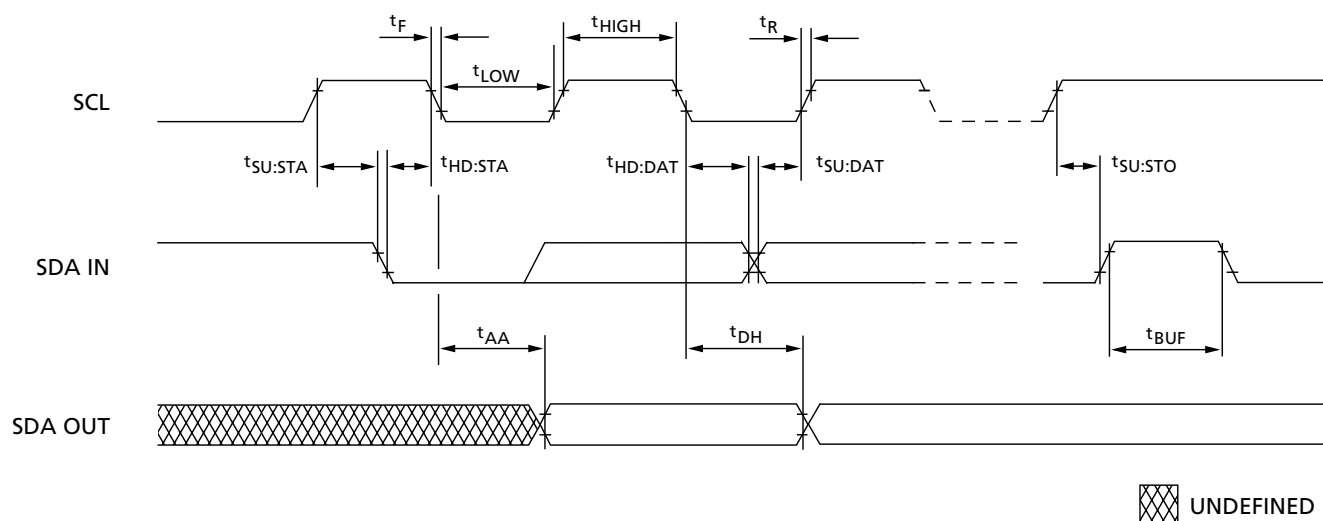 tF
tHIGH
tR
tLOW
SCL
tSU:STA
tHD:STA
tHD:DAT
tSU:DAT
tSU:STO
SDA IN
tAA
tDH
tBUF
SDA OUT
UNDEFINED